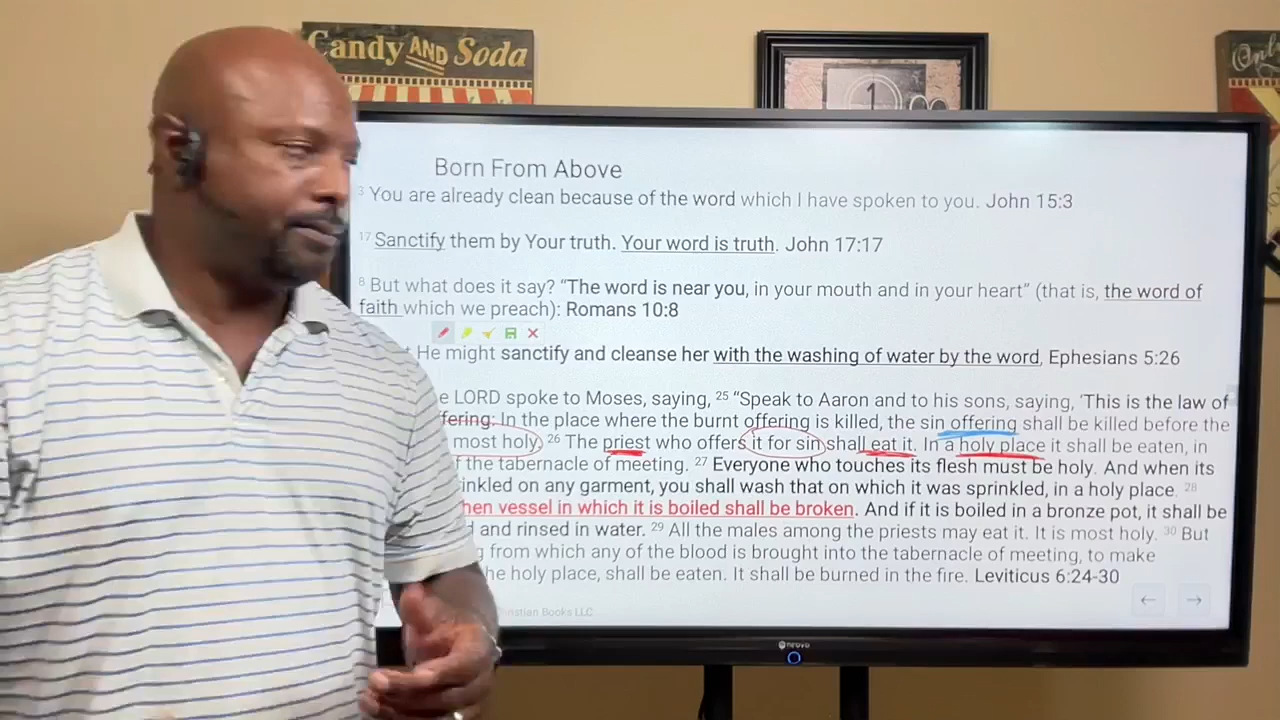 Candy AND Soda
1
Born From Above
3 You are already clean because of the word which I have spoken to you. John 15:3
17 Sanctify them by Your truth. Your word is truth. John 17:17
8 But what does it say? “The word is near you, in your mouth and in your heart” (that is, the word of
faith which we preach): Romans 10:8
He might sanctify and cleanse her with the washing of water by the word, Ephesians 5:26
LORD spoke to Moses, saying, 25 “Speak to Aaron and to his sons, saying, ‘This is the law of
In the place where the burnt offering is killed, the sin offering shall be killed before the
most holy. 26 The priest who offers it for sin shall eat it. In a holy place it shall be eaten, in
the tabernacle of meeting. 27 Everyone who touches its flesh must be holy. And when its
on any garment, you shall wash that on which it was sprinkled, in a holy place. 28
vessel in which it is boiled shall be broken. And if it is boiled in a bronze pot, it shall be
and rinsed in water. 29 All the males among the priests may eat it. It is most holy. 30 But
from which any of the blood is brought into the tabernacle of meeting, to make
the holy place, shall be eaten. It shall be burned in the fire. Leviticus 6:24-30
Books LLC
neovo